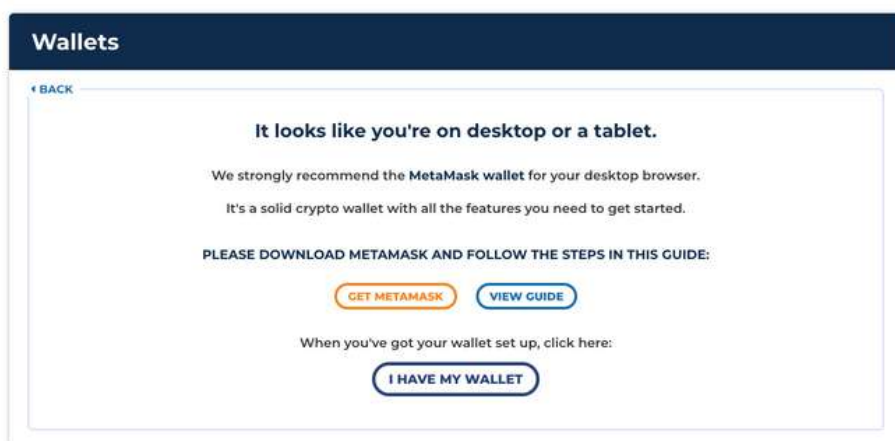 Wallets
BACK
It looks like you're on desktop or a tablet.
We strongly recommend the MetaMask wallet for your desktop browser.
It's a solid crypto wallet with all the features you need to get started.
PLEASE DOWNLOAD METAMASK AND FOLLOW THE STEPS IN THIS GUIDE:
GET METAMASK VIEW GUIDE
When you've got your wallet set up, click here:
I HAVE MY WALLET